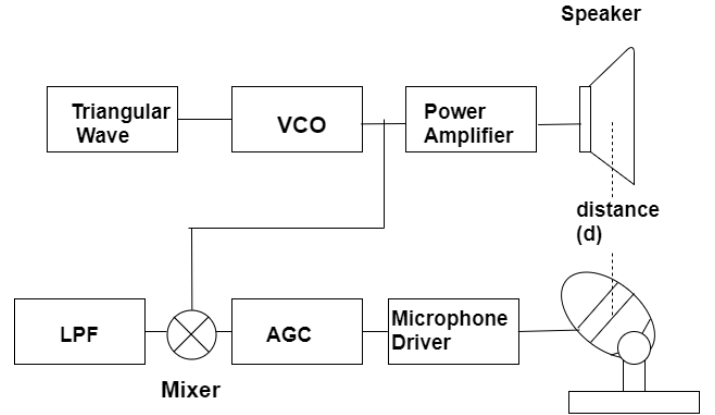 Speaker
Triangular
Wave
VCO
Power
Amplifier
distance
(d)
LPF
AGC
Microphone
Driver
Mixer